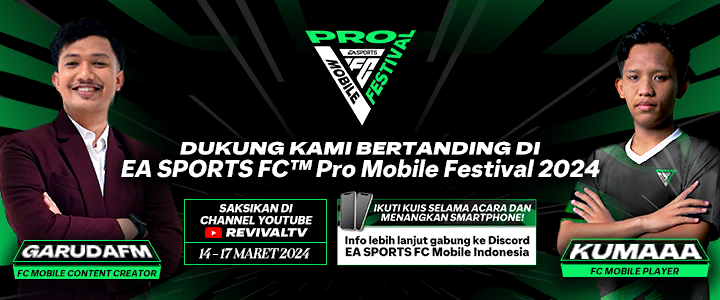 PRO
MOBILE
FESTIVAL
EA SPORTS
FC
DUKUNG KAMI BERTANDING DI
EA SPORTS FC™ Pro Mobile Festival 2024
SAKSIKAN DI
CHANNEL YOUTUBE
REVIVALTV
14 - 17 MARET 2024
IKUTI KUIS SELAMA ACARA DAN
MENANGKAN SMARTPHONE!
Info lebih lanjut gabung ke Discord
EA SPORTS FC Mobile Indonesia
GARUDAFM
FC MOBILE CONTENT CREATOR
KUMAAA
FC MOBILE PLAYER